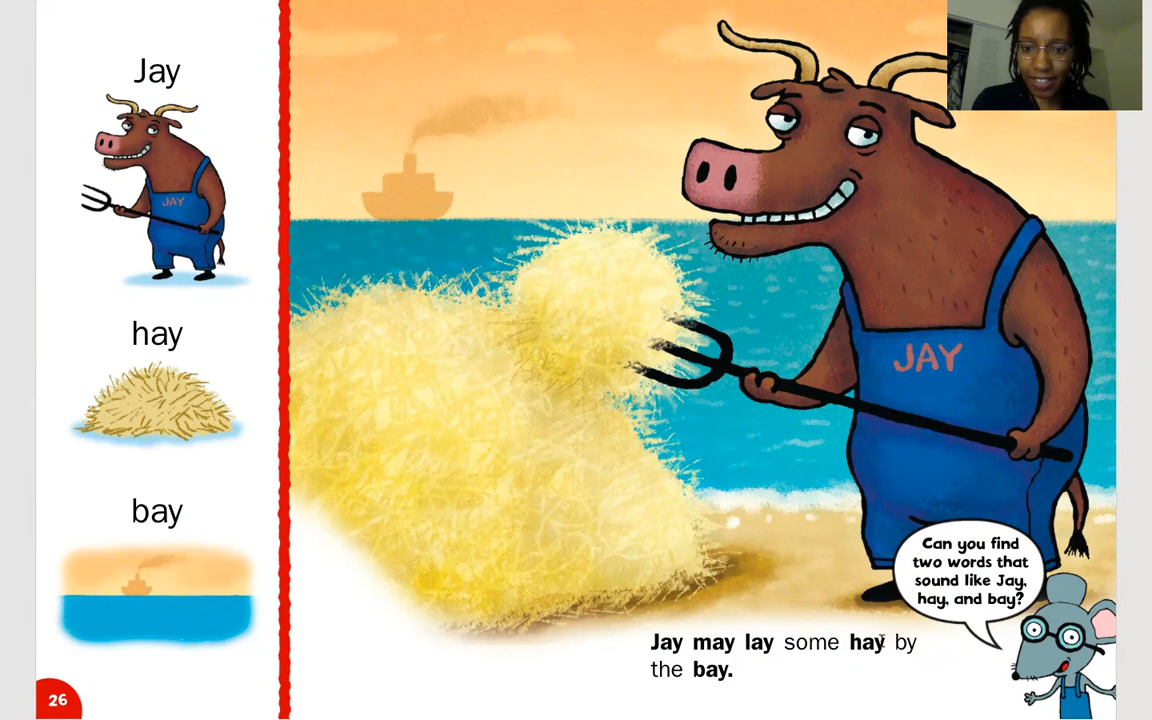 Jay
JAY
hay
bay
26
JAY
Can you find
two words that
sound like Jay,
hay, and bay?
Jay may lay some hay by
the bay.